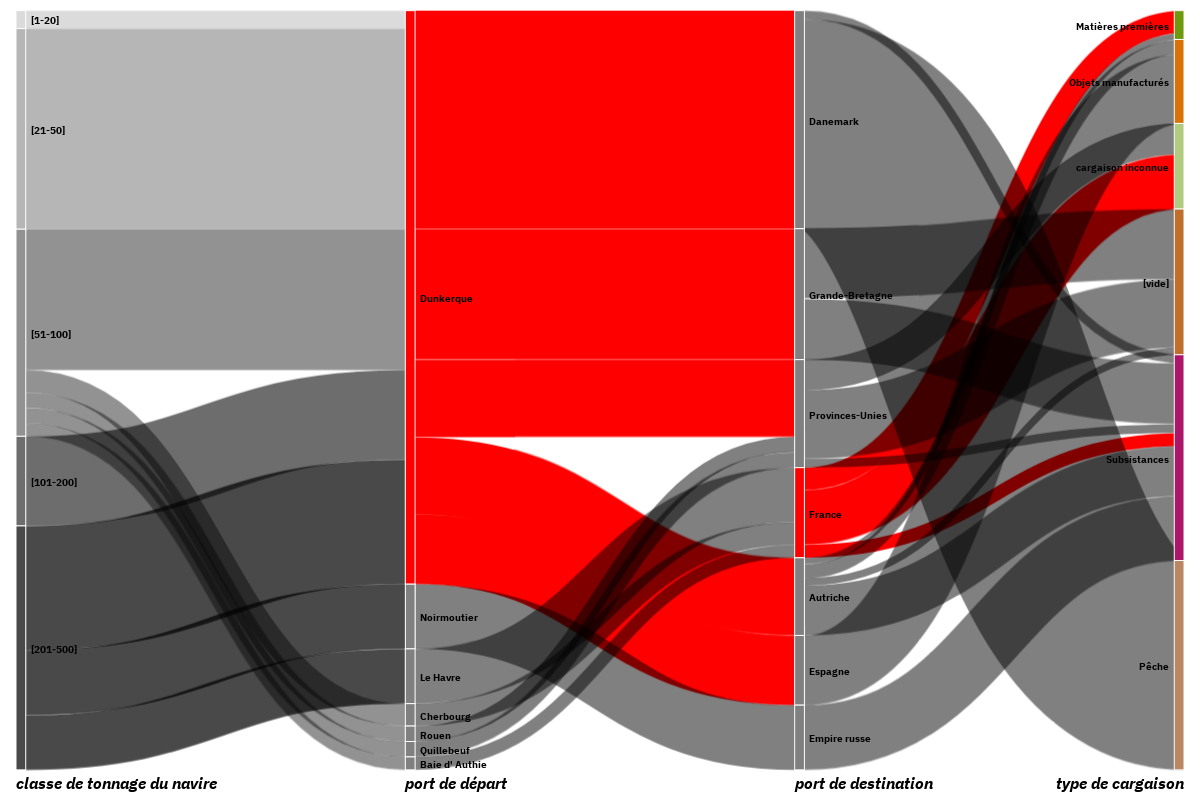 [1-20]
[21-50]
[51-100]
[101-200]
[201-500]
classe de tonnage du navire
Dunkerque
Noirmoutier
Le Havre
Cherbourg
Rouen
Quillebeuf
Baie d' Authie
port de départ
Danemark
Grande-Bretagne
Provinces-Unies
France
Autriche
Espagne
Empire russe
port de destination
Matières premières
Objets manufacturés
cargaison inconnue
[vide]
Subsistances
Pêche
type de cargaison